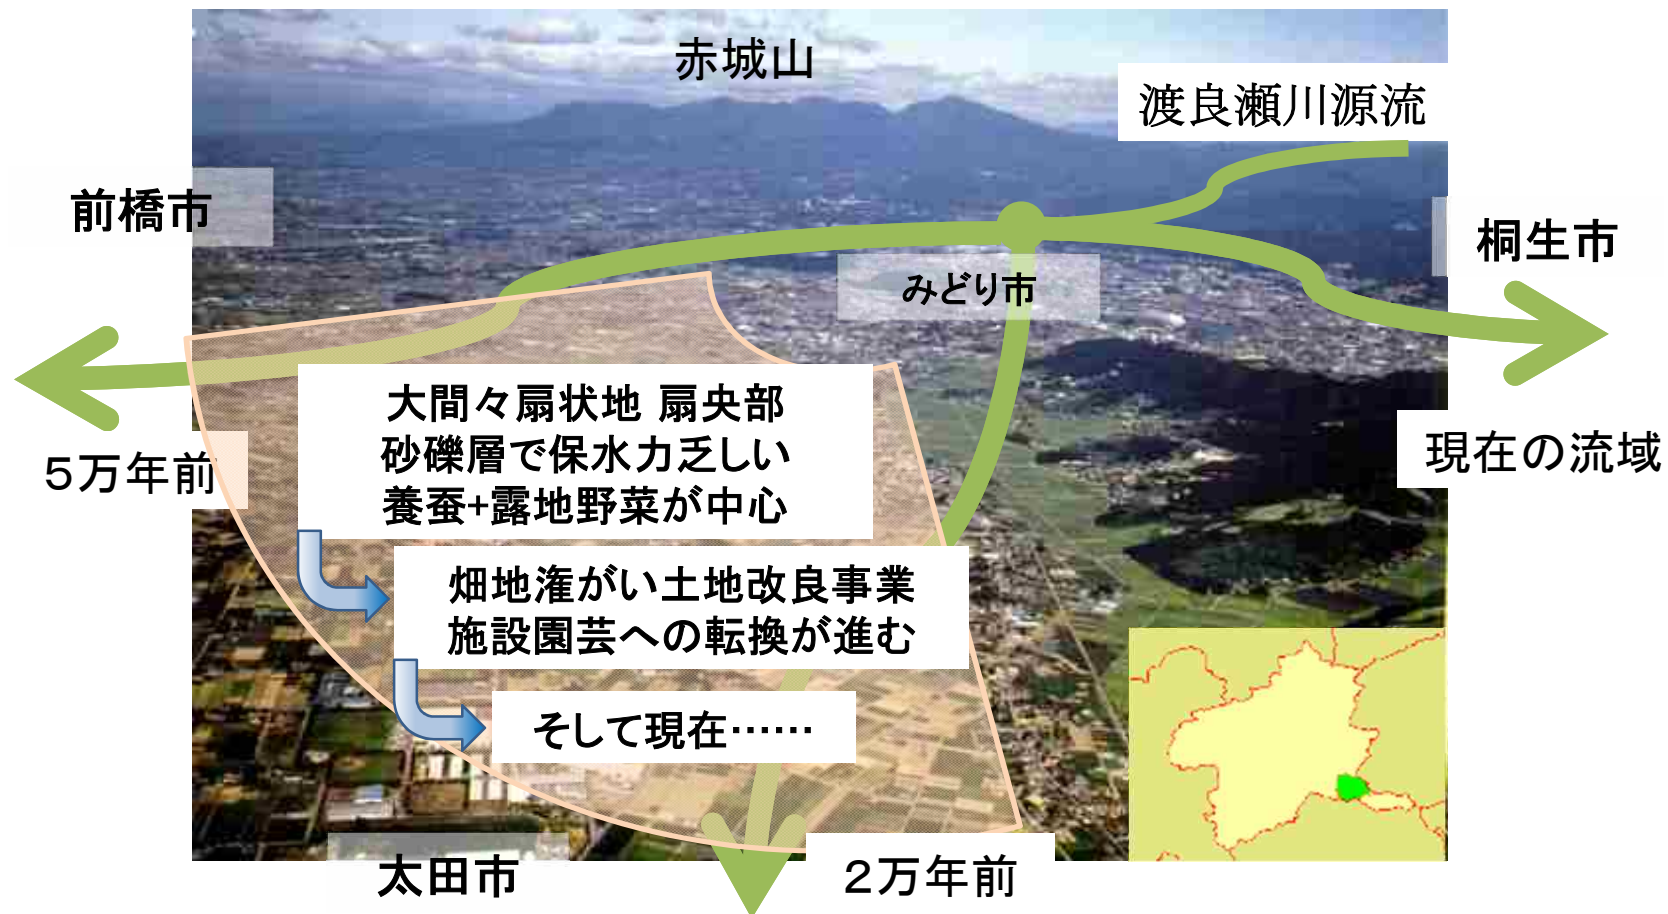 赤城山
渡良瀬川源流
前橋市
桐生市
みどり市
大間々扇状地 扇央部
砂礫層で保水力乏しい
養蚕+露地野菜が中心
5万年前
現在の流域
畑地潅がい土地改良事業
施設園芸への転換が進む
そして現在……
太田市
2万年前